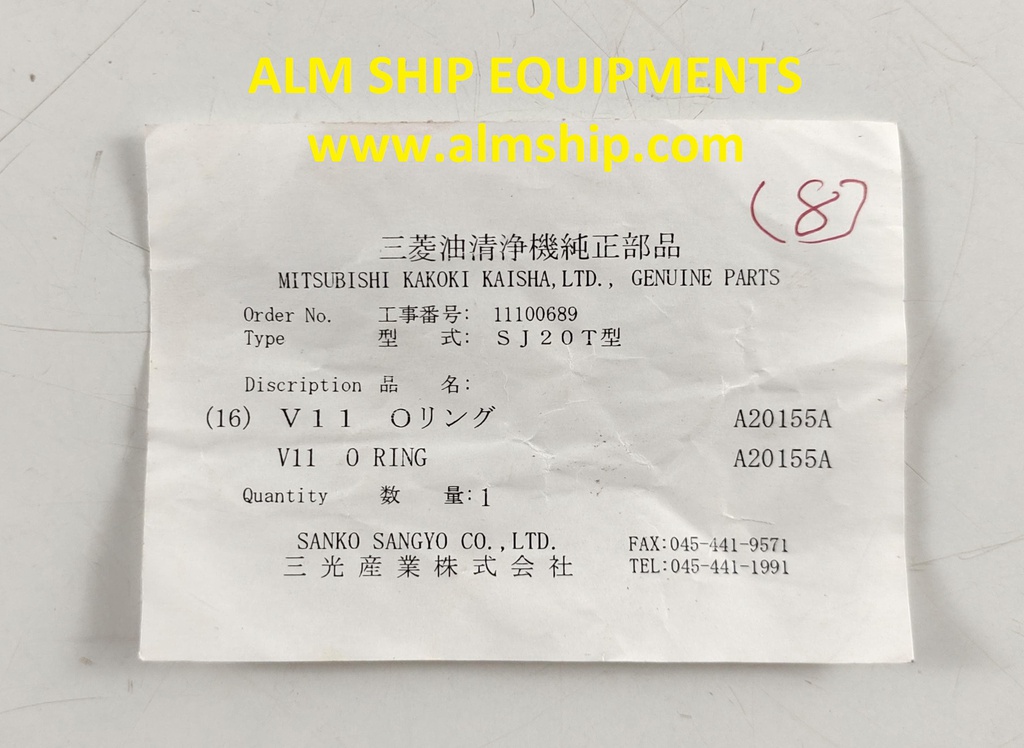 ALM SHIP EQUIPMENTS
www.almship.com
(8)
三菱油清浄機純正部品
MITSUBISHI KAKOKI KAISHA,LTD., GENUINE PARTS
Order No. 工事番号: 11100689
Type 型 式: ＳＪ２０Ｔ型
Discription 品 名:
(16) Ｖ１１ Ｏリング A20155A
V11 O RING A20155A
Quantity 数 量:1
SANKO SANGYO CO.,LTD. FAX:045-441-9571
三光産業株式会社 TEL:045-441-1991